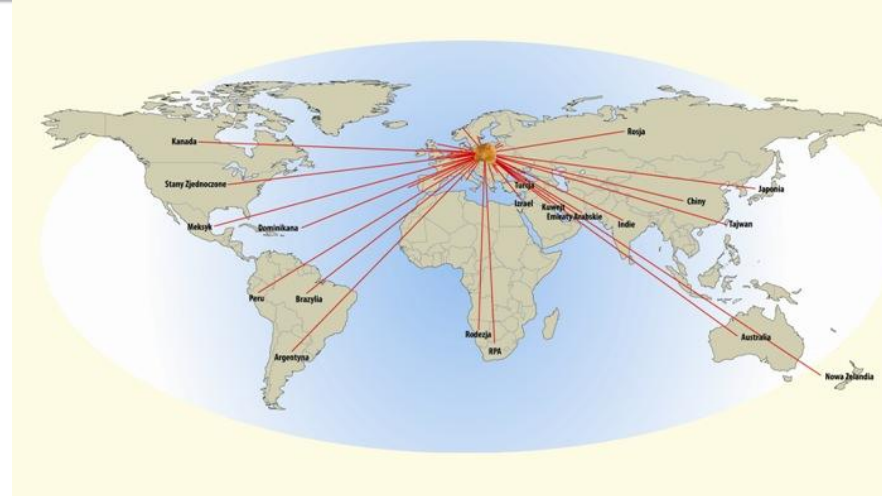 Kanada
Rosja
Stany Zjednoczone
Turcja
Japonia
Izrael
Kuwejt
Chiny
Emiraty Arabskie
Meksyk
Dominikana
Indie
Tajwan
Peru
Brazylia
Rodezja
Australia
RPA
Argentyna
Nowa Zelandia